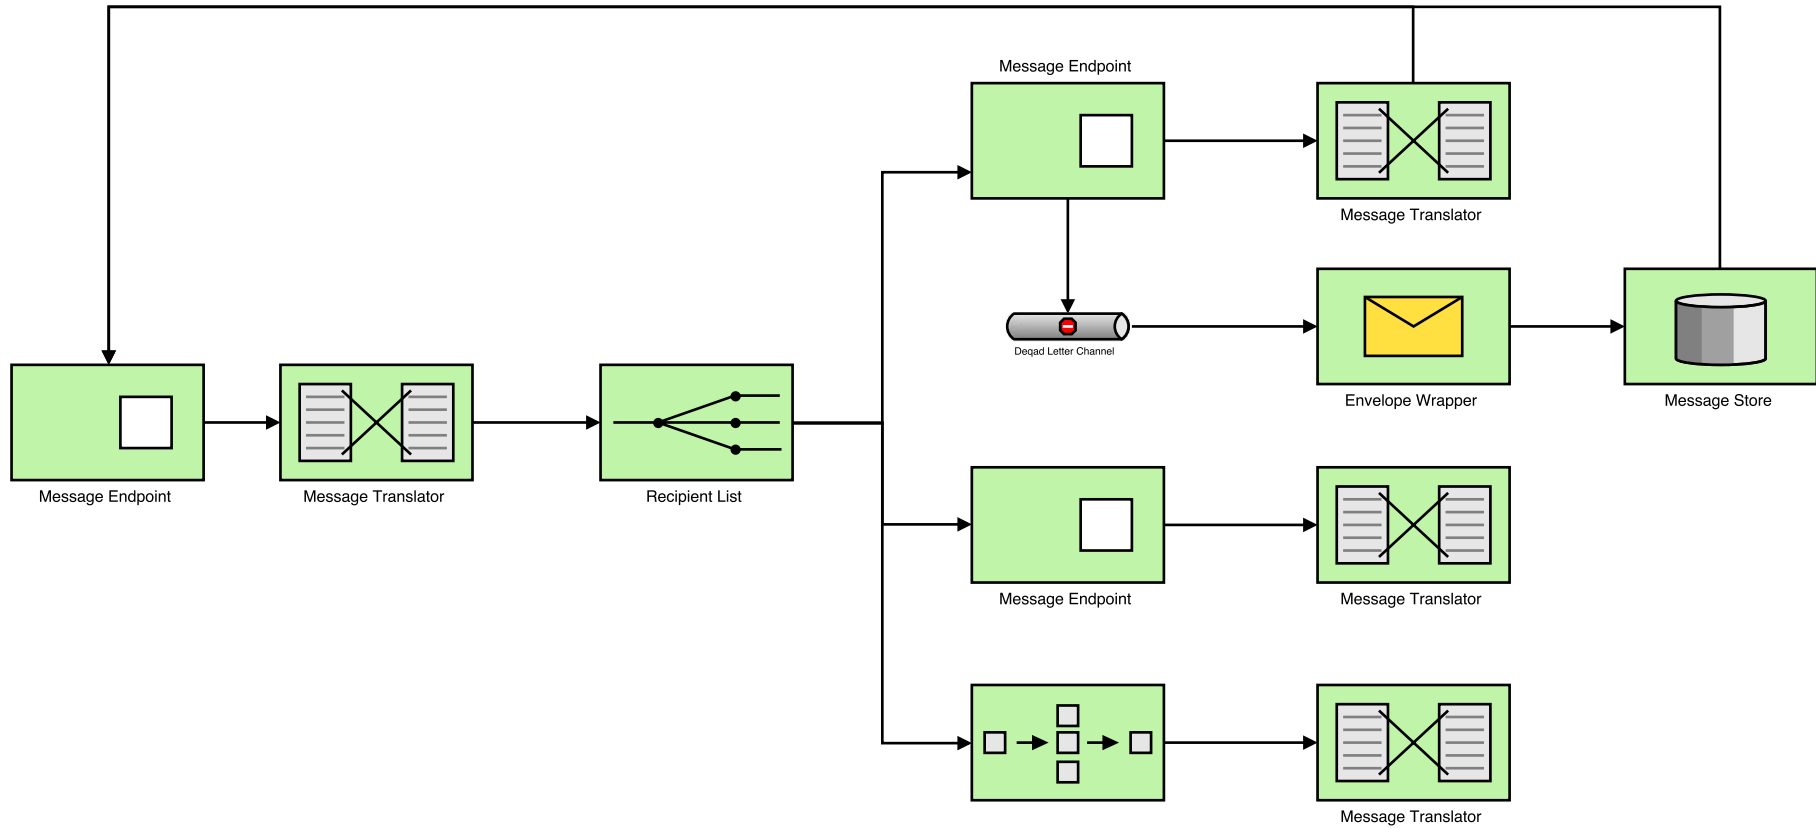 Message Endpoint
Message Translator
Deqad Letter Channel
Envelope Wrapper
Message Store
Message Endpoint
Message Translator
Recipient List
Message Endpoint
Message Translator
Message Translator